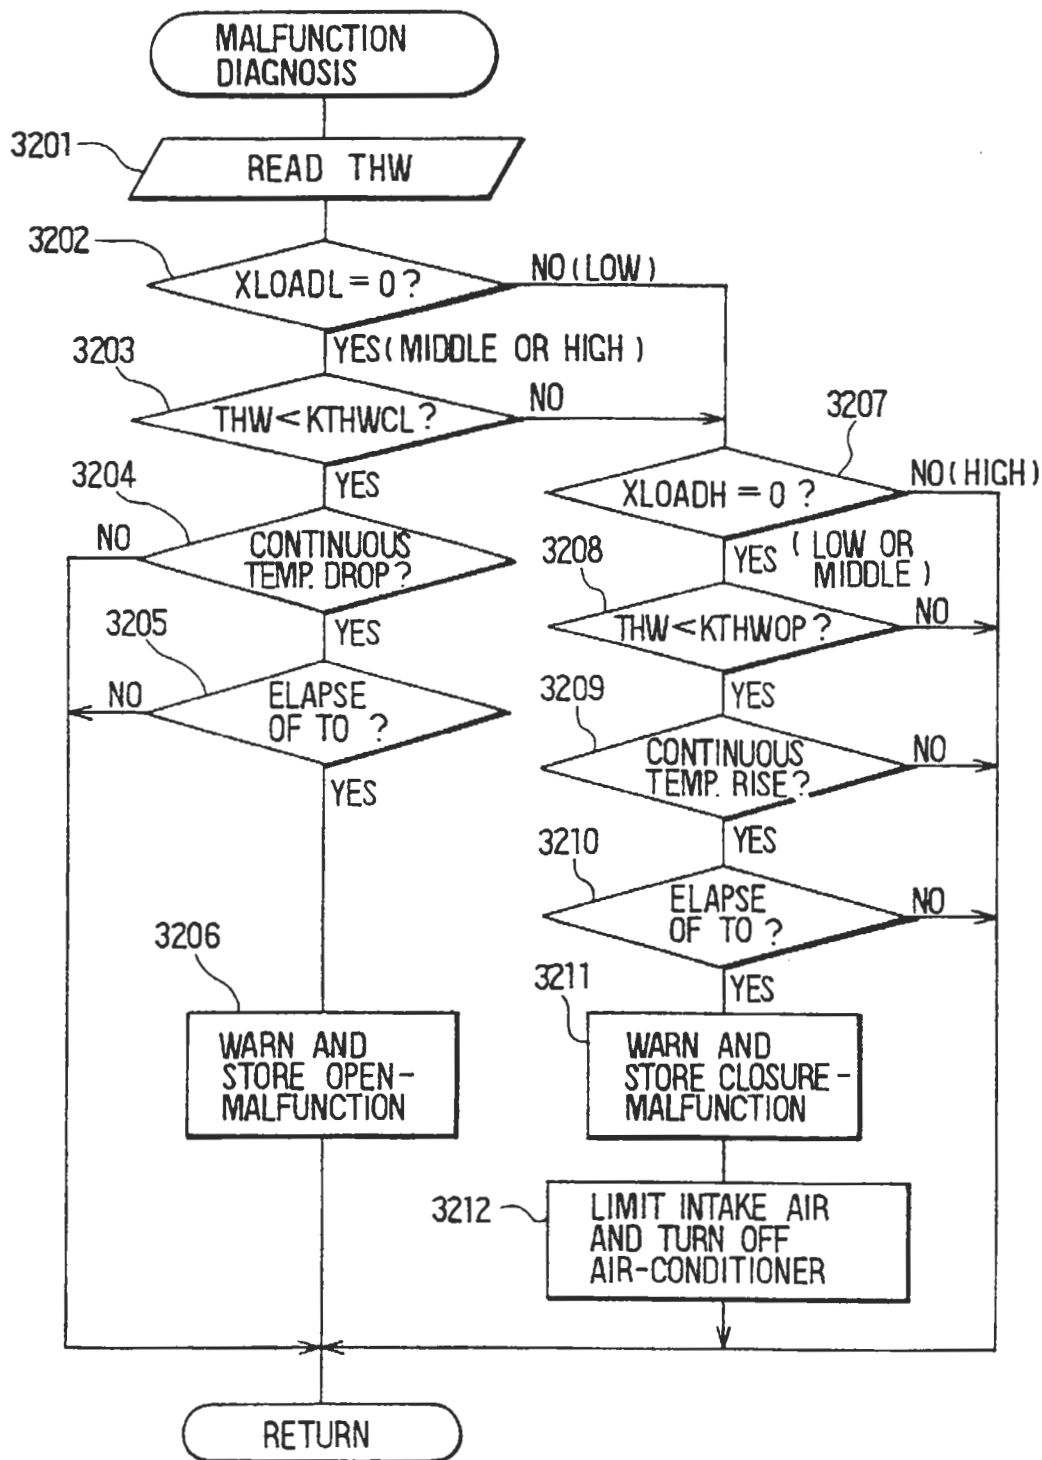 MALFUNCTION
DIAGNOSIS
3201
READ THW
3202
XLOADL = 0 ?
NO (LOW)
YES (MIDDLE OR HIGH)
3203
THW < KTHWCL ?
NO
YES
3204
NO
CONTINUOUS
TEMP. DROP ?
YES
3205
NO
ELAPSE
OF TO ?
YES
3206
WARN AND
STORE OPEN-
MALFUNCTION
3207
XLOADH = 0 ?
NO (HIGH)
YES (LOW OR
MIDDLE)
3208
THW < KTHWOP ?
NO
YES
3209
CONTINUOUS
TEMP. RISE ?
NO
YES
3210
ELAPSE
OF TO ?
NO
YES
3211
WARN AND
STORE CLOSURE-
MALFUNCTION
3212
LIMIT INTAKE AIR
AND TURN OFF
AIR-CONDITIONER
RETURN